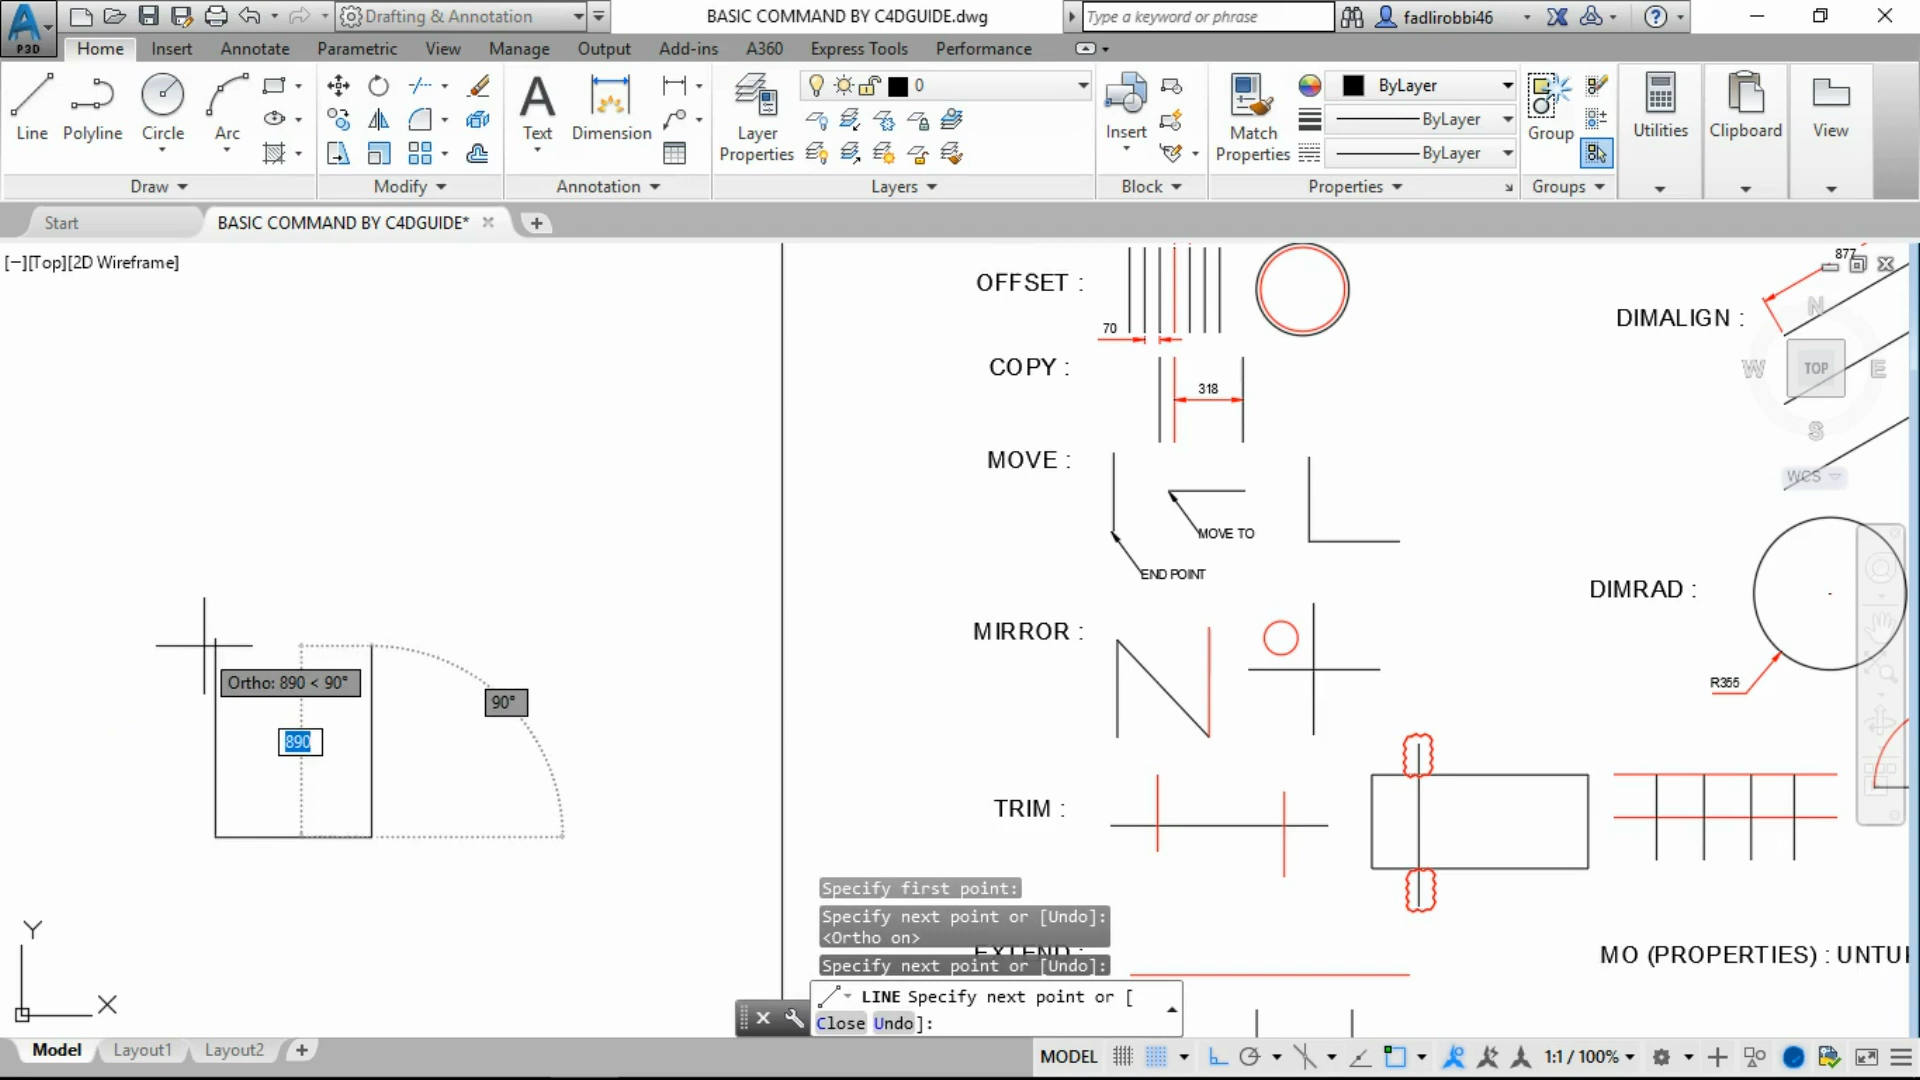 P3D
Drafting & Annotation
BASIC COMMAND BY C4DGUIDE.dwg
Type a keyword or phrase
fadlirobbi46
Home Insert Annotate Parametric View Manage Output Add-ins A360 Express Tools Performance
Line Polyline Circle Arc
Draw
Modify
Text Dimension
Annotation
Layer Properties
0
Layers
Insert
Block
Match Properties
ByLayer
ByLayer
ByLayer
Properties
Group
Groups
Utilities
Clipboard
View
Start
BASIC COMMAND BY C4DGUIDE*
[−][Top][2D Wireframe]
OFFSET :
70
COPY :
318
MOVE :
MOVE TO
END POINT
MIRROR :
TRIM :
EXTEND :
877
DIMALIGN :
N
W TOP E
S
WCS
DIMRAD :
R355
MO (PROPERTIES) : UNTU
Ortho: 890 < 90°
90°
890
Y
X
Specify first point:
Specify next point or [Undo]:
<Ortho on>
Specify next point or [Undo]:
LINE Specify next point or [
Close Undo]:
Model Layout1 Layout2
MODEL
1:1 / 100%